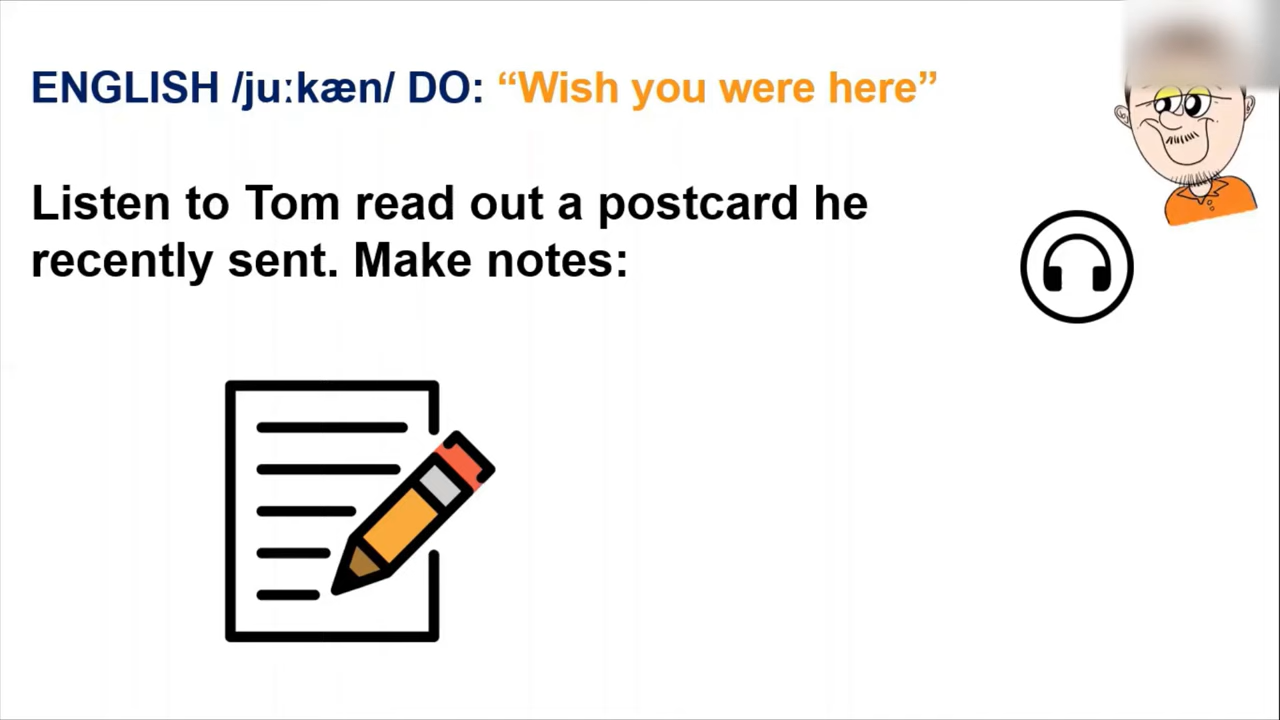 ENGLISH /juːkæn/ DO: “Wish you were here”
Listen to Tom read out a postcard he
recently sent. Make notes: